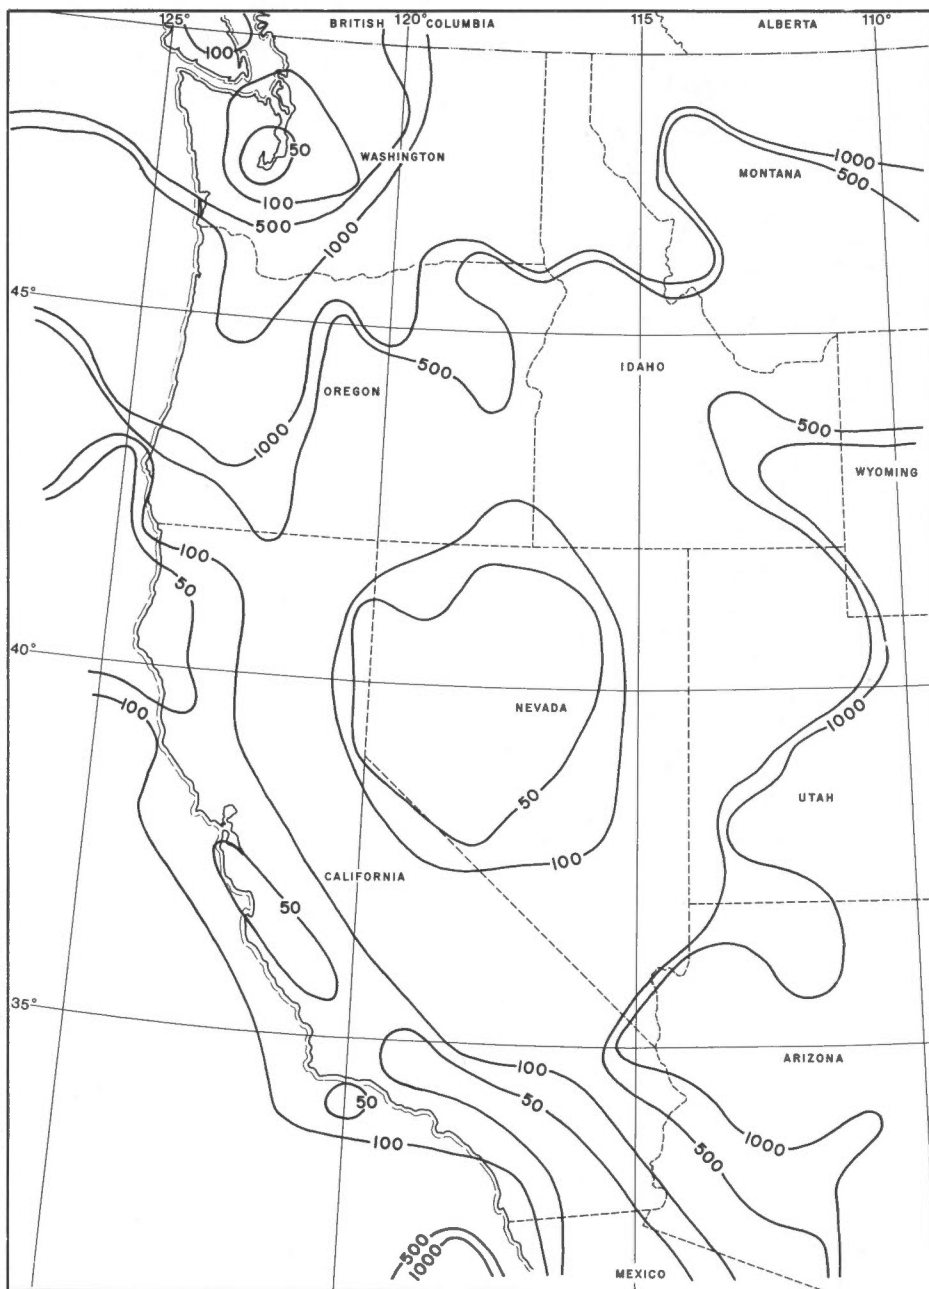 125° BRITISH 120° COLUMBIA 115° ALBERTA 110°
100
50
WASHINGTON
1000
500
MONTANA
100
500
1000
45°
500
IDAHO
OREGON
1000
500
WYOMING
100
50
40°
100
NEVADA
1000
50
UTAH
100
CALIFORNIA
50
35°
ARIZONA
100
50
50
100
1000
500
500
1000
MEXICO